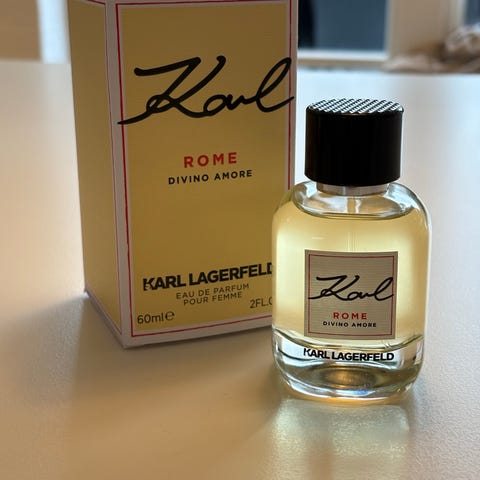 Karl
ROME
DIVINO AMORE
KARL LAGERFELD
EAU DE PARFUM
POUR FEMME
60ml℮
2FL.
Karl
ROME
DIVINO AMORE
KARL LAGERFELD